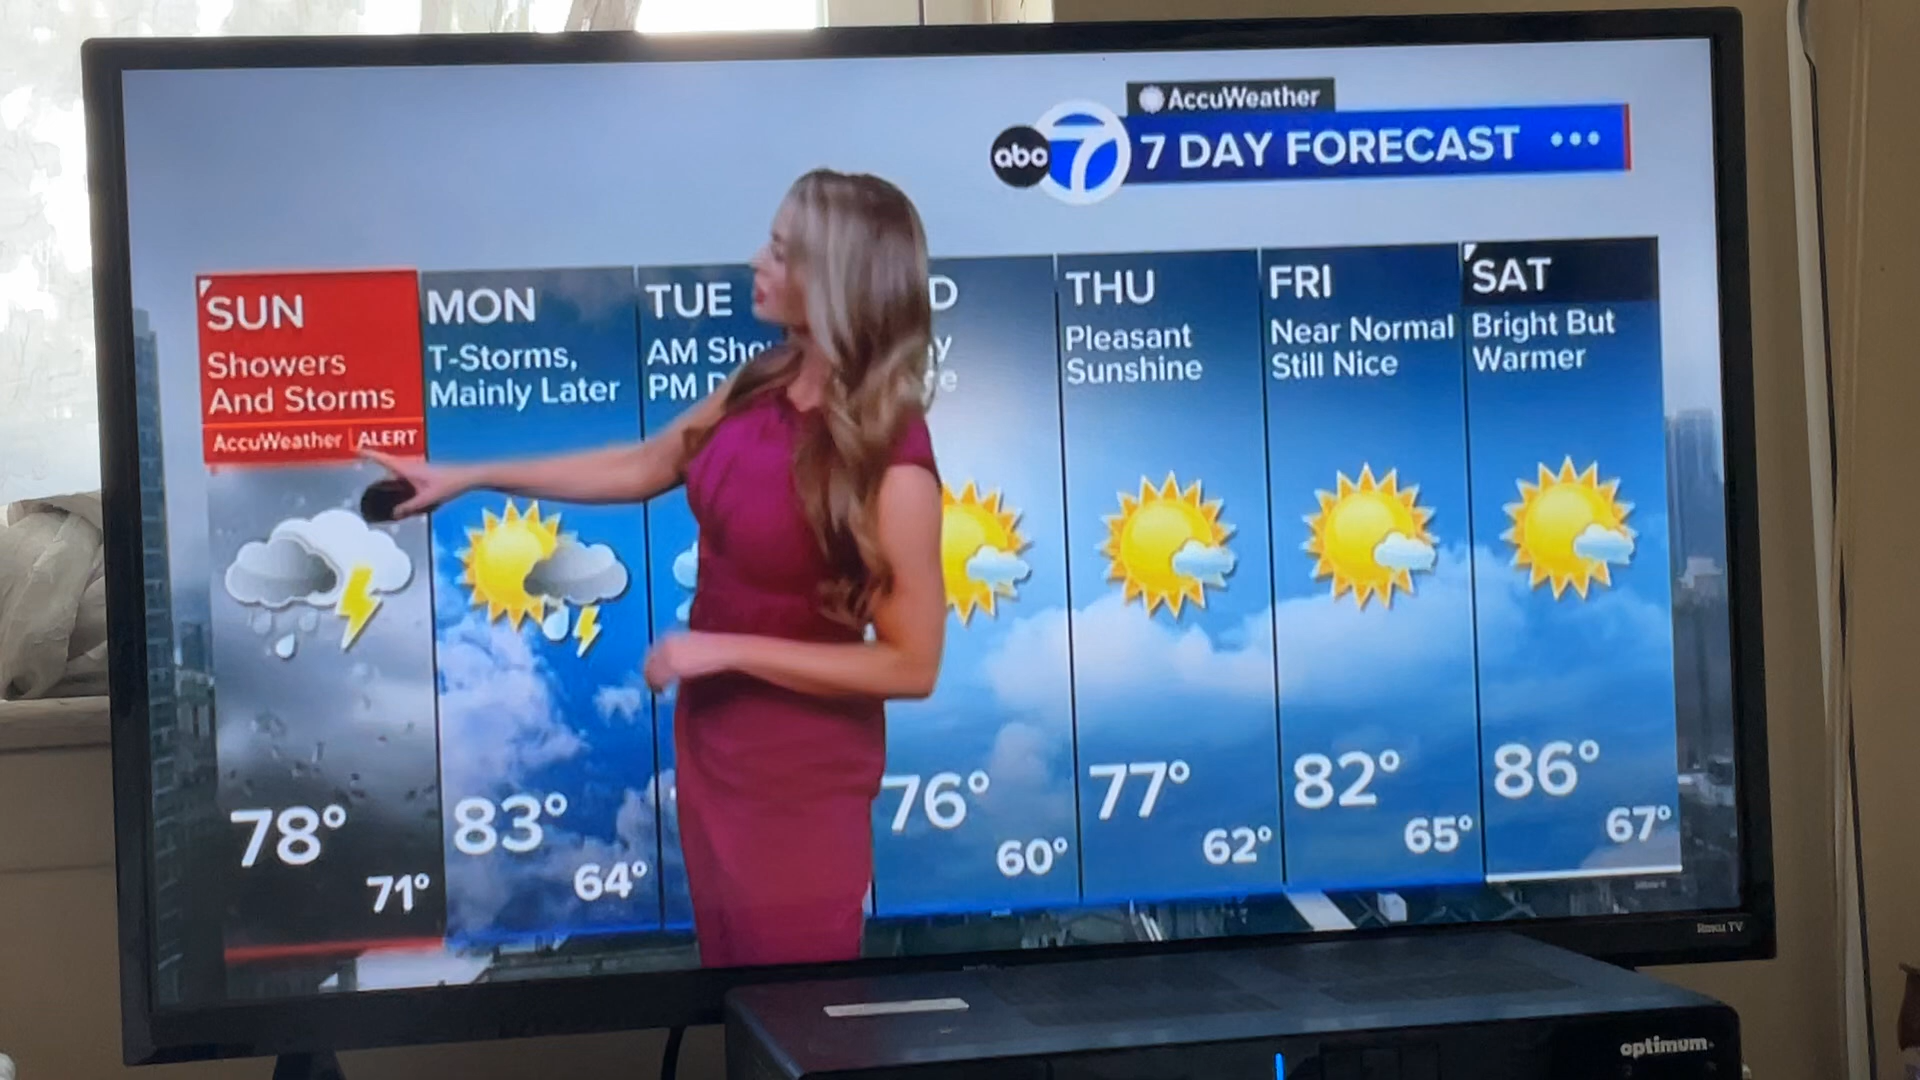 AccuWeather
abc 7 7 DAY FORECAST
SUN
Showers
And Storms
AccuWeather ALERT
78°
71°
MON
T-Storms,
Mainly Later
83°
64°
TUE
AM
PM
D
76°
60°
THU
Pleasant
Sunshine
77°
62°
FRI
Near Normal
Still Nice
82°
65°
SAT
Bright But
Warmer
86°
67°
Roku TV
optimum.